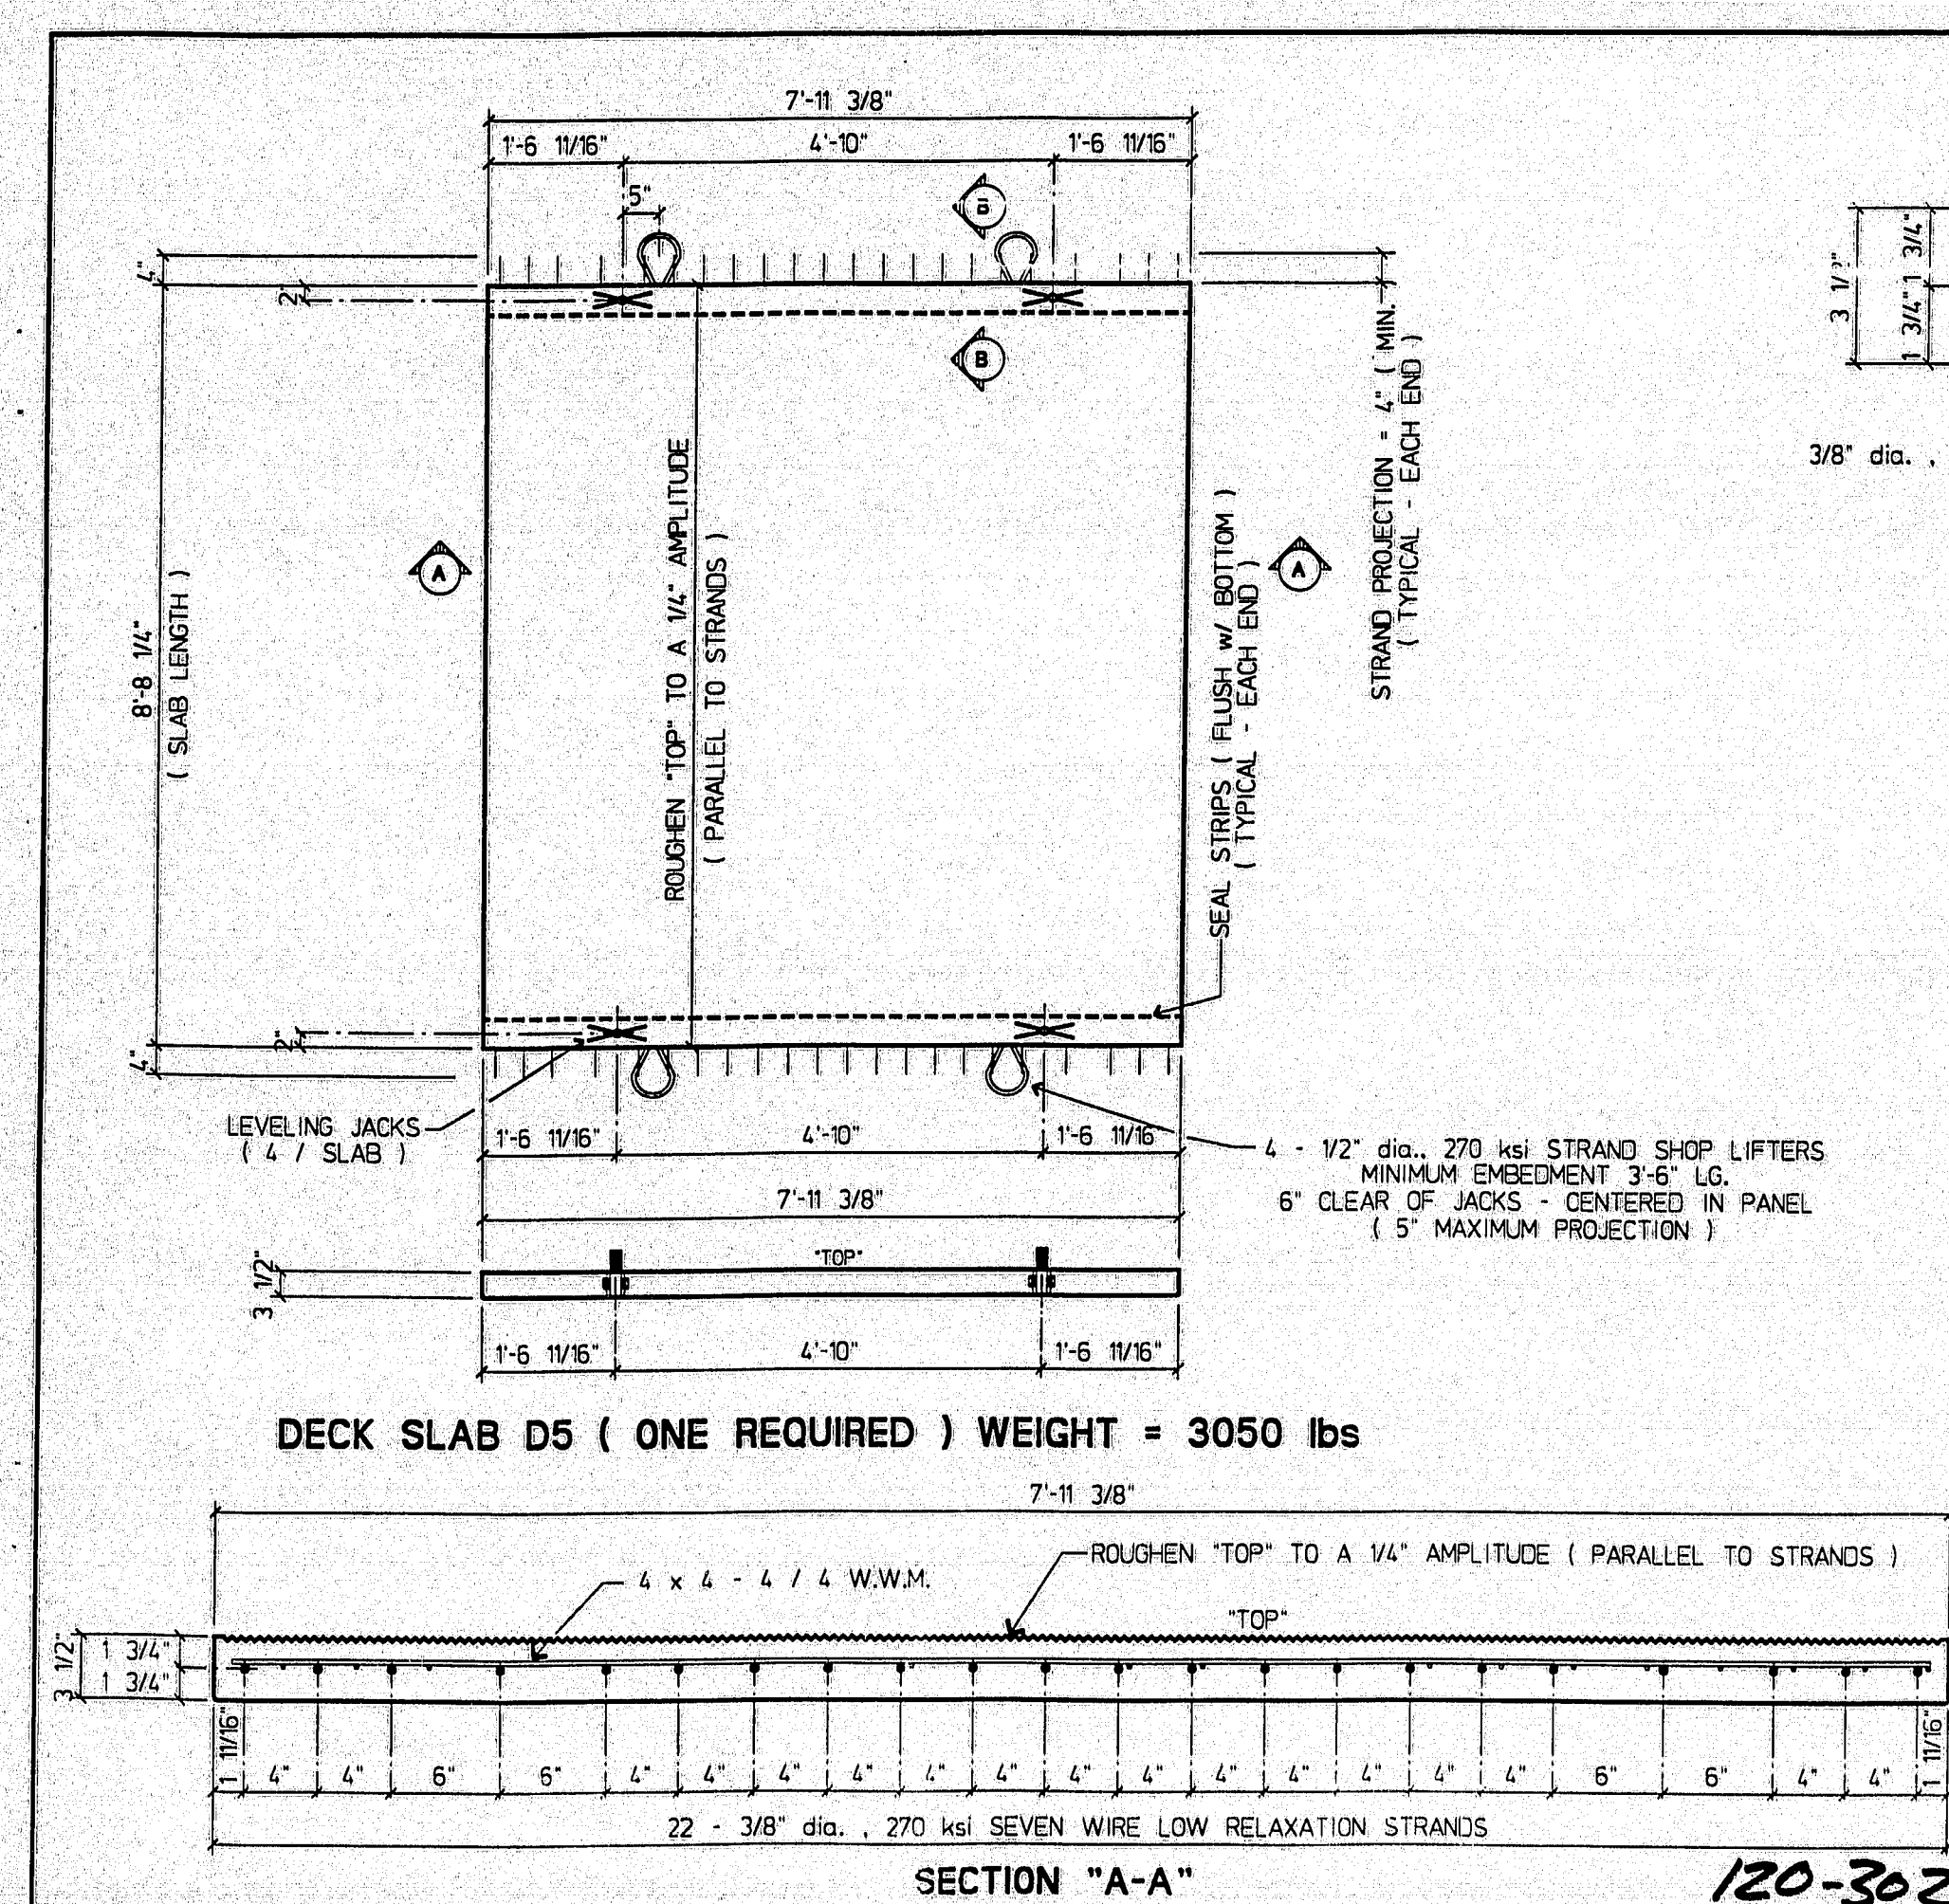 7'-11 3/8"
1'-6 11/16"
4'-10"
1'-6 11/16"
5"
B
4"
2"
B
3 1/2"
1 3/4"
1 3/4"
3/8" dia. ,
STRAND PROJECTION = 4" ( MIN. )
( TYPICAL - EACH END )
ROUGHEN "TOP" TO A 1/4" AMPLITUDE
( PARALLEL TO STRANDS )
A
A
8'-8 1/4"
( SLAB LENGTH )
SEAL STRIPS ( FLUSH w/ BOTTOM )
( TYPICAL - EACH END )
2"
4"
LEVELING JACKS
( 4 / SLAB )
1'-6 11/16"
4'-10"
1'-6 11/16
4 - 1/2" dia., 270 ksi STRAND SHOP LIFTERS
MINIMUM EMBEDMENT 3'-6" LG.
6" CLEAR OF JACKS - CENTERED IN PANEL
( 5" MAXIMUM PROJECTION )
7'-11 3/8"
"TOP"
3 1/2"
1'-6 11/16"
4'-10"
1'-6 11/16"
DECK SLAB D5 ( ONE REQUIRED ) WEIGHT = 3050 lbs
7'-11 3/8"
ROUGHEN "TOP" TO A 1/4" AMPLITUDE ( PARALLEL TO STRANDS )
4 x 4 - 4 / 4 W.W.M.
"TOP"
3 1/2"
1 3/4"
1 3/4"
1 11/16" 4" 4" 6" 6" 4" 4" 4" 4" 4" 4" 4" 4" 4" 4" 4" 4" 4" 6" 6" 4" 4" 1 11/16"
22 - 3/8" dia. , 270 ksi SEVEN WIRE LOW RELAXATION STRANDS
SECTION "A-A"
120-302